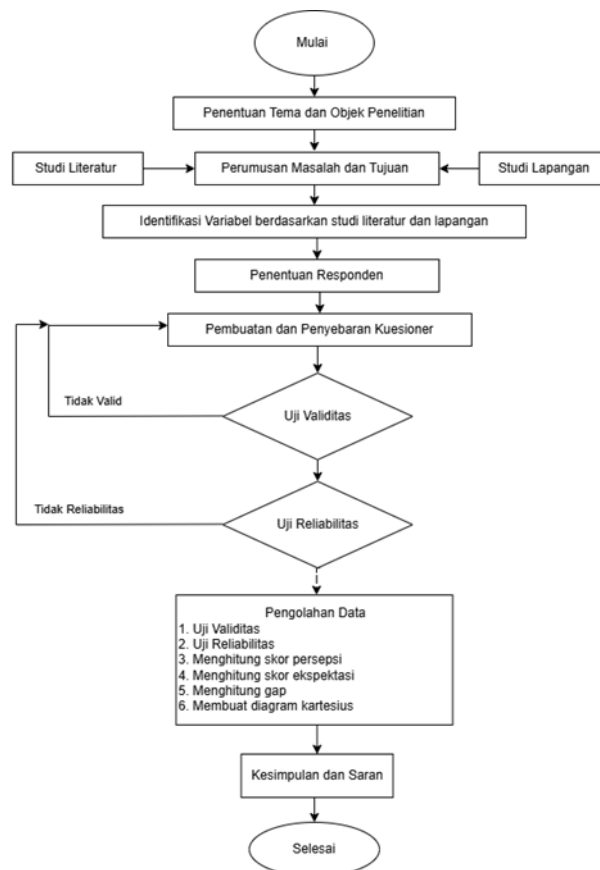 Mulai
Penentuan Tema dan Objek Penelitian
Studi Literatur
Perumusan Masalah dan Tujuan
Studi Lapangan
Identifikasi Variabel berdasarkan studi literatur dan lapangan
Penentuan Responden
Pembuatan dan Penyebaran Kuesioner
Tidak Valid
Uji Validitas
Tidak Reliabilitas
Uji Reliabilitas
Pengolahan Data
1. Uji Validitas
2. Uji Reliabilitas
3. Menghitung skor persepsi
4. Menghitung skor ekspektasi
5. Menghitung gap
6. Membuat diagram kartesius
Kesimpulan dan Saran
Selesai